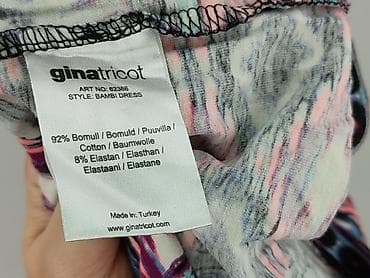 ginatricot
ART NO: 62366
STYLE: BAMBI DRESS
92% Bomull / Bomuld / Puuvilla /
Cotton / Baumwolle
8% Elastan / Elasthan /
Elastaani / Elastane
Made in: Turkey
www.ginatricot.com